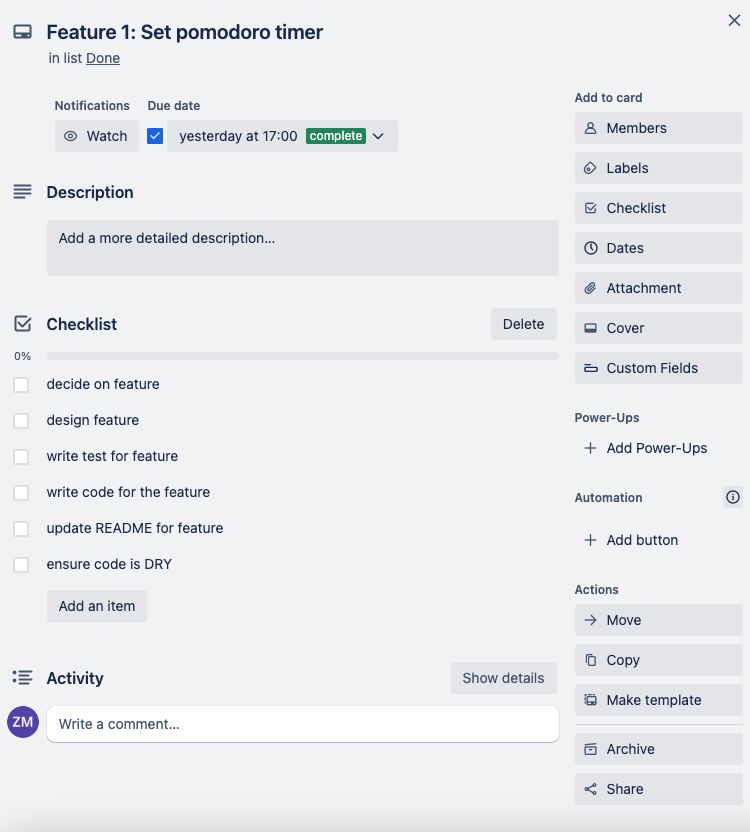 Feature 1: Set pomodoro timer
in list Done
Notifications
Due date
Watch
yesterday at 17:00 complete
Description
Add a more detailed description...
Checklist
Delete
0%
decide on feature
design feature
write test for feature
write code for the feature
update README for feature
ensure code is DRY
Add an item
Activity
Show details
ZM
Write a comment...
Add to card
Members
Labels
Checklist
Dates
Attachment
Cover
Custom Fields
Power-Ups
Add Power-Ups
Automation
Add button
Actions
Move
Copy
Make template
Archive
Share